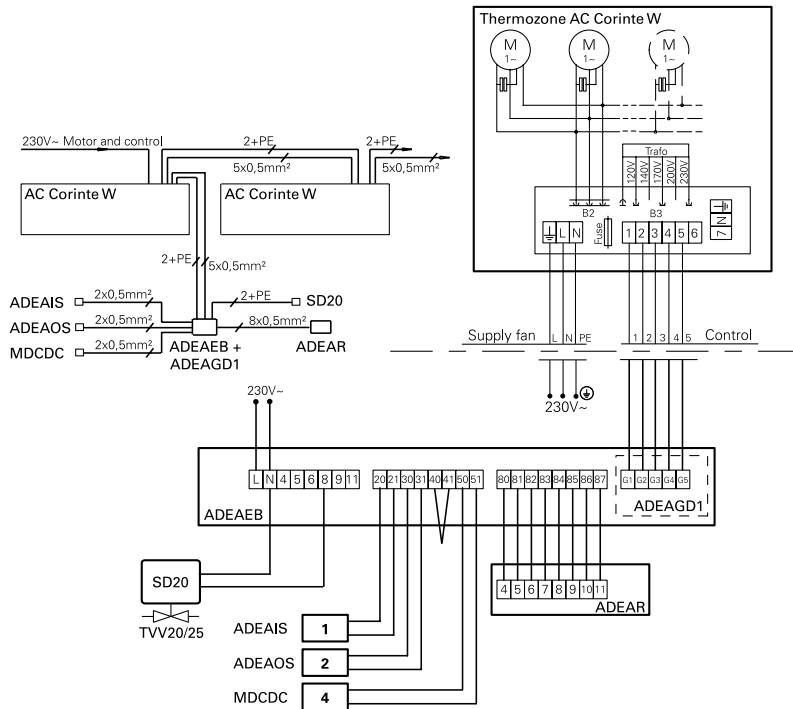 Thermozone AC Corinte W
M
1~
M
1~
M
1~
Trafo
120V
140V
170V
200V
230V
B2
B3
L N
Fuse
1 2 3 4 5 6
7 N
Supply fan
L N PE
1 2 3 4 5
Control
230V~
230V~ Motor and control
2+PE
2+PE
5x0,5mm²
5x0,5mm²
AC Corinte W
AC Corinte W
2+PE
5x0,5mm²
ADEAIS
2x0,5mm²
2+PE
SD20
ADEAOS
2x0,5mm²
8x0,5mm²
MDCDC
2x0,5mm²
ADEAEB +
ADEAGD1
ADEAR
230V~
L N 4 5 6 8 9 11
20 21 30 31 40 41 50 51
80 81 82 83 84 85 86 87
G1 G2 G3 G4 G5
ADEAEB
ADEAGD1
SD20
TVV20/25
4 5 6 7 8 9 10 11
ADEAR
ADEAIS
1
ADEAOS
2
MDCDC
4